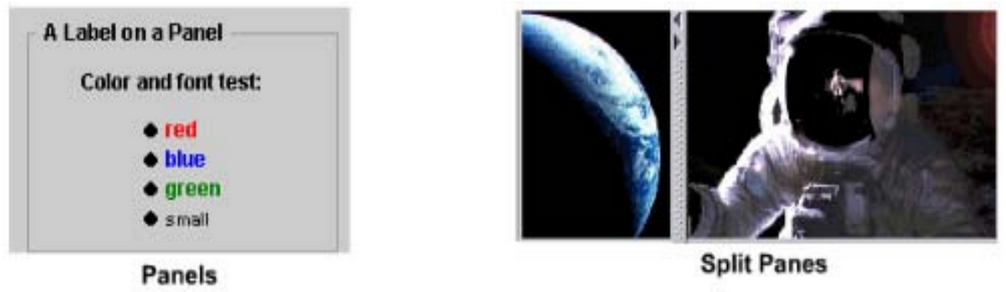 A Label on a Panel
Color and font test:
red
blue
green
small
Panels
Split Panes